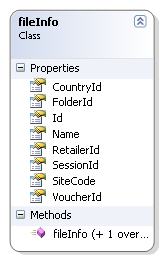 fileInfo
Class
Properties
CountryId
FolderId
Id
Name
RetailerId
SessionId
SiteCode
VoucherId
Methods
fileInfo (+ 1 over...